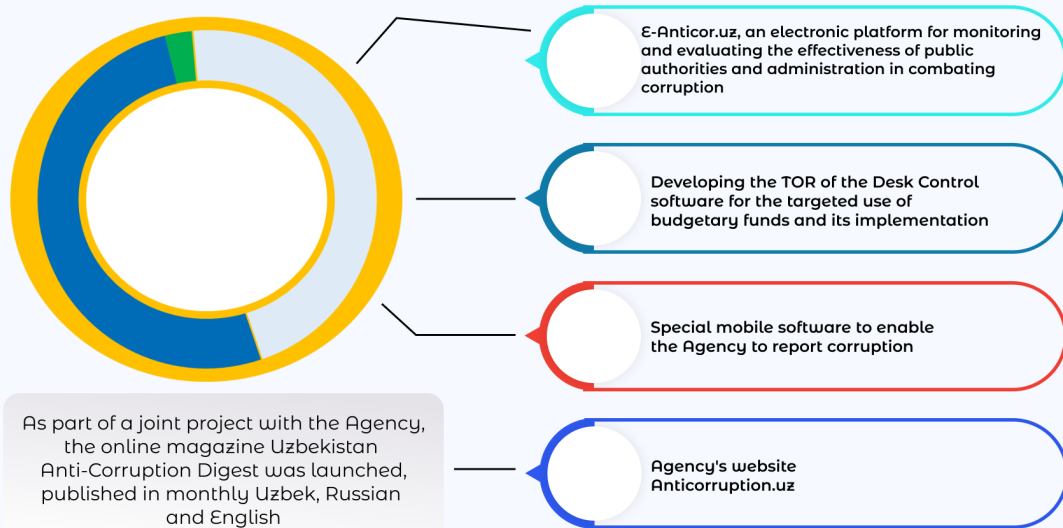 E-Anticor.uz, an electronic platform for monitoring
and evaluating the effectiveness of public
authorities and administration in combating
corruption
Developing the TOR of the Desk Control
software for the targeted use of
budgetary funds and its implementation
Special mobile software to enable
the Agency to report corruption
As part of a joint project with the Agency,
the online magazine Uzbekistan
Anti-Corruption Digest was launched,
published in monthly Uzbek, Russian
and English
Agency's website
Anticorruption.uz